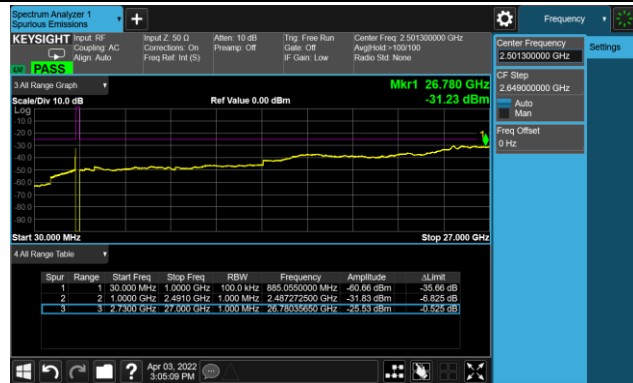 Spectrum Analyzer 1
Spurious Emissions
+
Frequency
KEYSIGHT
Input: RF
Coupling: AC
Align: Auto
Input Z: 50 Ω
Corrections: On
Freq Ref: Int (S)
Atten: 10 dB
Preamp: Off
Trig: Free Run
Gate: Off
IF Gain: Low
Center Freq: 2.501300000 GHz
Avg|Hold:>100/100
Radio Std: None
PASS
Center Frequency
2.501300000 GHz
Settings
CF Step
2.649000000 GHz
Auto
Man
Freq Offset
0 Hz
3 All Range Graph
Mkr1 26.780 GHz
Scale/Div 10.0 dB
Ref Value 0.00 dBm
-31.23 dBm
Log
-10.0
-20.0
-30.0
-40.0
-50.0
-60.0
-70.0
-80.0
-90.0
1
Start 30.000 MHz
Stop 27.000 GHz
4 All Range Table
Spur Range Start Freq Stop Freq RBW Frequency Amplitude ΔLimit
1 1 30.000 MHz 1.0000 GHz 100.0 kHz 885.0550000 MHz -60.66 dBm -35.66 dB
2 2 1.0000 GHz 2.4910 GHz 1.000 MHz 2.487272500 GHz -31.83 dBm -6.825 dB
3 3 2.7300 GHz 27.000 GHz 1.000 MHz 26.78035650 GHz -25.53 dBm -0.525 dB
?
Apr 03, 2022
3:05:09 PM